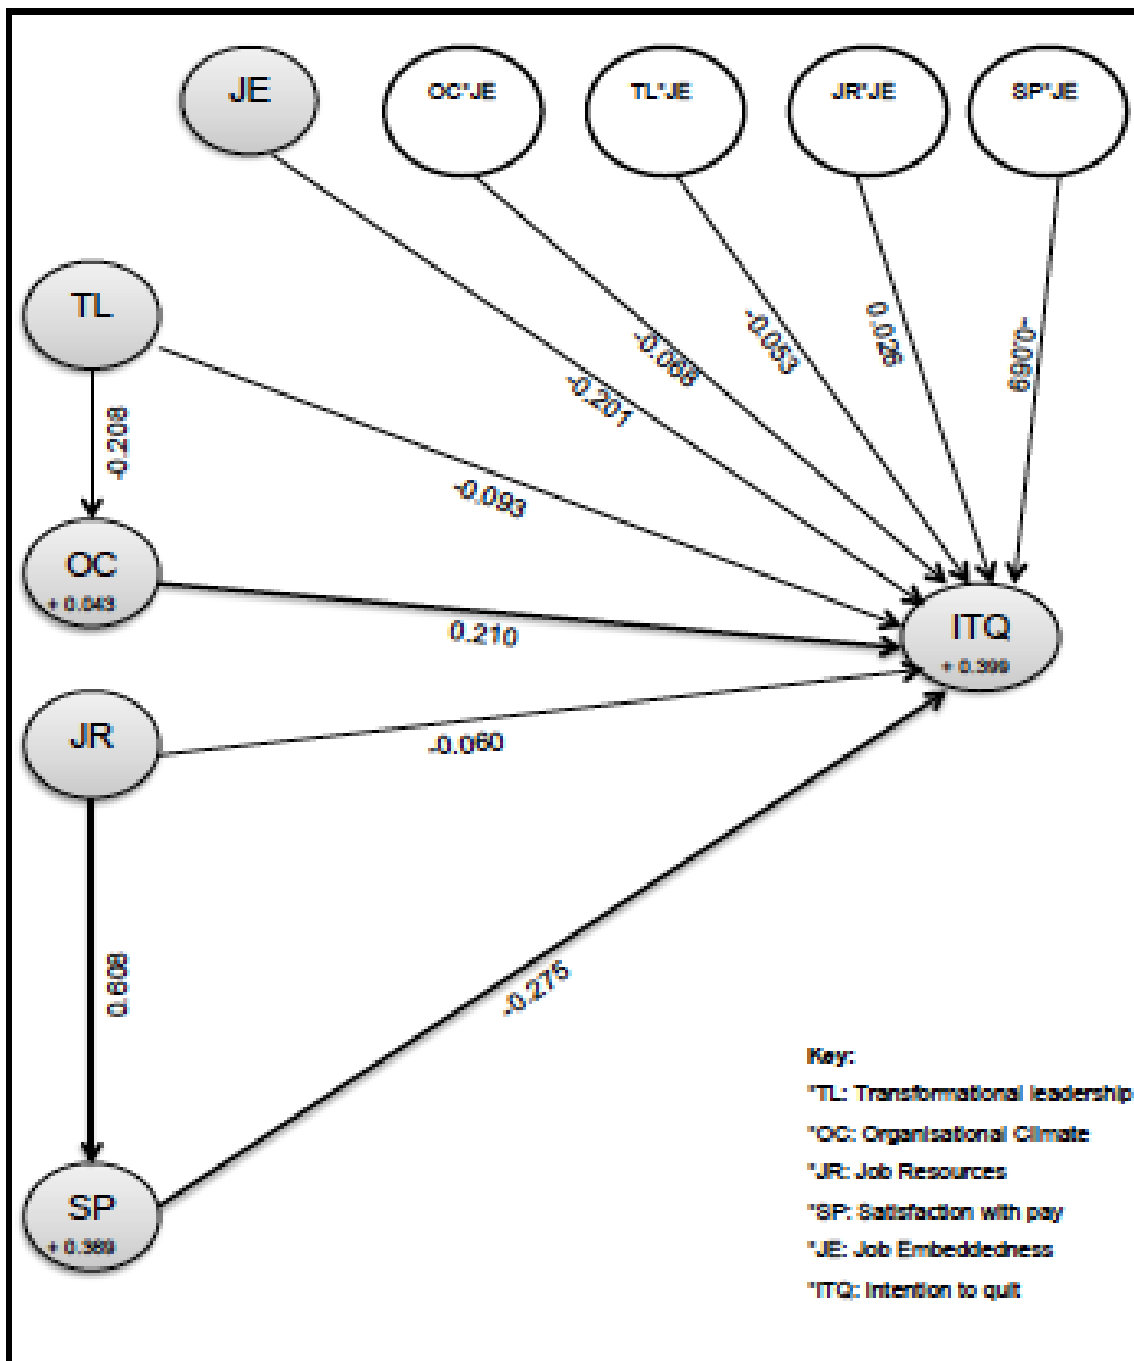 JE
OC*JE
TL*JE
JR*JE
SP*JE
TL
-0.208
-0.201
-0.068
-0.053
0.026
-0.069
-0.093
OC
+ 0.043
0.210
ITQ
+ 0.399
JR
-0.060
0.608
-0.275
SP
+ 0.369
Key:
*TL: Transformational leadership
*OC: Organisational Climate
*JR: Job Resources
*SP: Satisfaction with pay
*JE: Job Embeddedness
*ITQ: Intention to quit